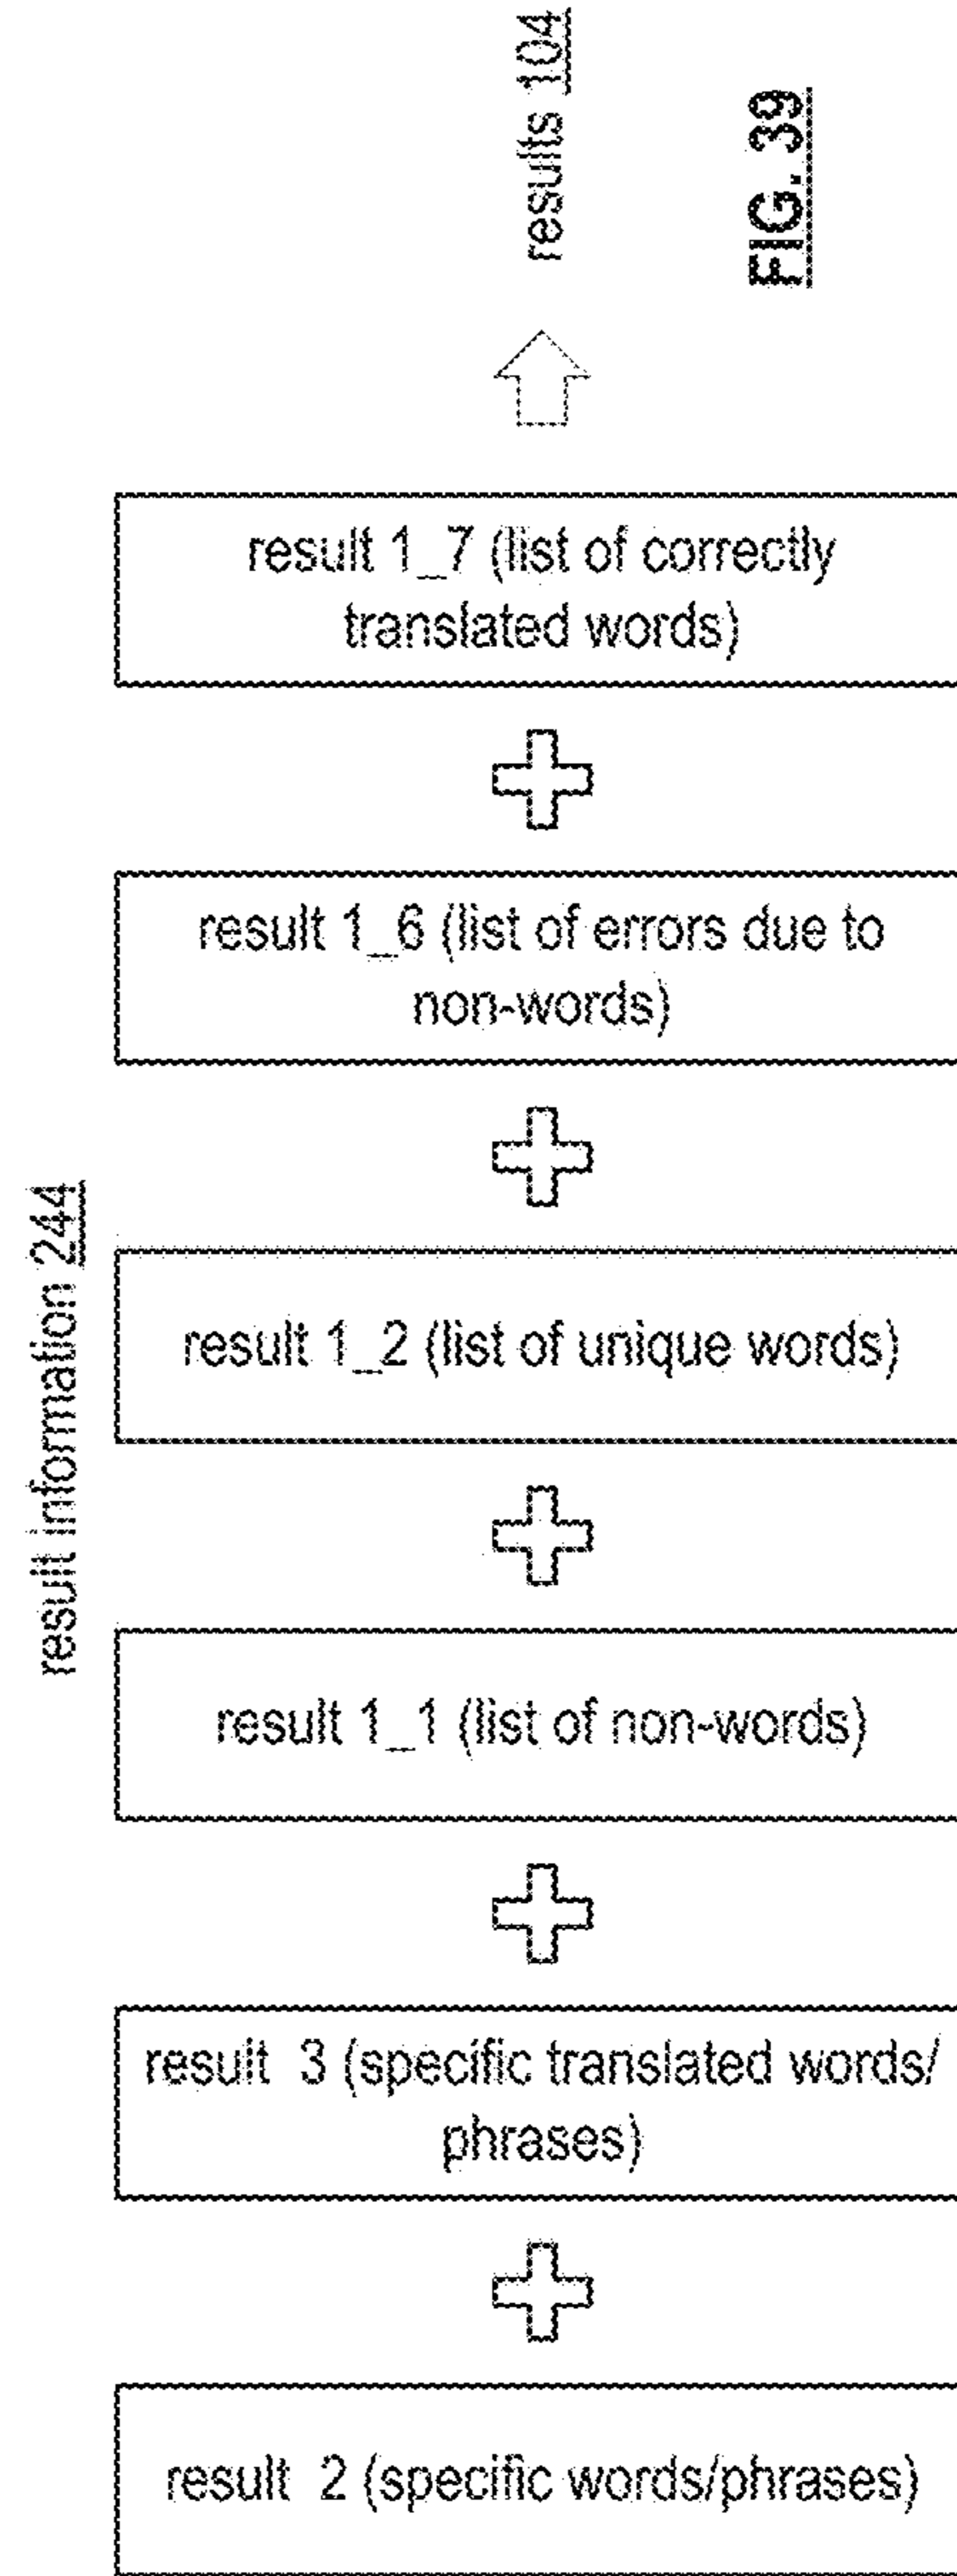 results 104
FIG. 39
result 1_7 (list of correctly
translated words)
result 1_6 (list of errors due to
non-words)
result information 244
result 1_2 (list of unique words)
result 1_1 (list of non-words)
result 3 (specific translated words/
phrases)
result 2 (specific words/phrases)